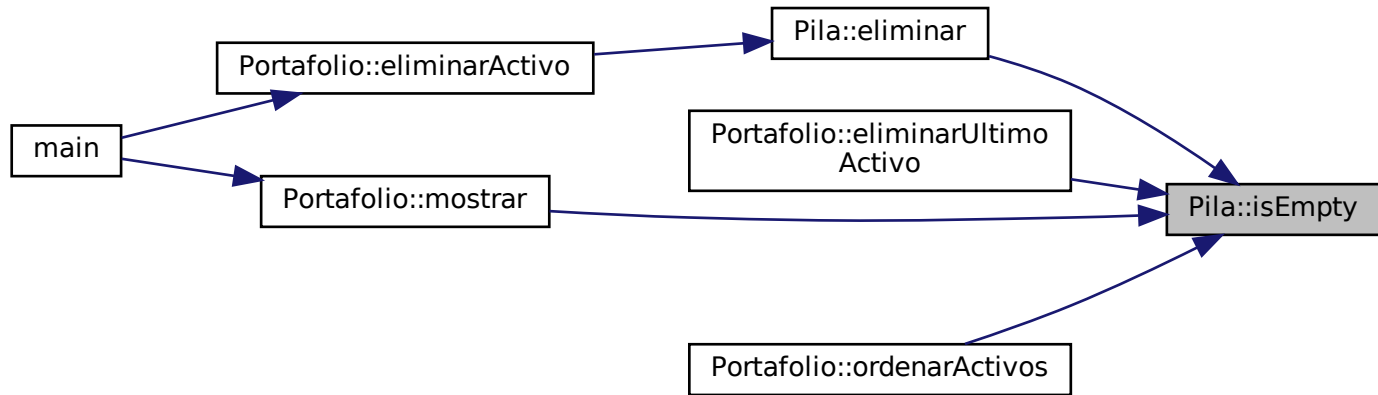 Pila::eliminar
Portafolio::eliminarActivo
Portafolio::eliminarUltimo
Activo
main
Portafolio::mostrar
Pila::isEmpty
Portafolio::ordenarActivos